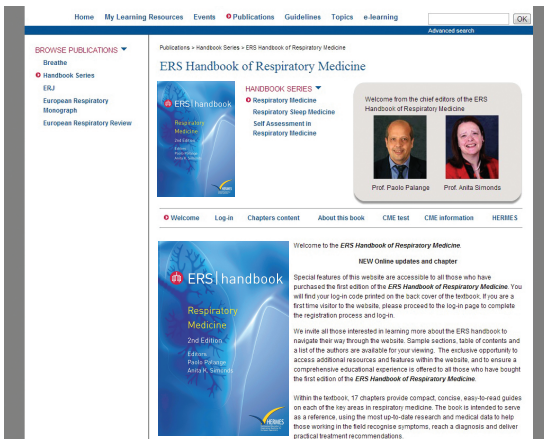 Home My Learning Resources Events Publications Guidelines Topics e-learning
OK
Advanced search
BROWSE PUBLICATIONS
Breathe
Handbook Series
ERJ
European Respiratory
Monograph
European Respiratory Review
Publications > Handbook Series > ERS Handbook of Respiratory Medicine
ERS Handbook of Respiratory Medicine
ERS handbook
Respiratory
Medicine
2nd Edition
Editors
Paolo Palange
Anita K. Simonds
HERMES
HANDBOOK SERIES
Respiratory Medicine
Respiratory Sleep Medicine
Self Assessment in
Respiratory Medicine
Welcome from the chief editors of the ERS
Handbook of Respiratory Medicine
Prof. Paolo Palange Prof. Anita Simonds
Welcome Log-in Chapters content About this book CME test CME information HERMES
ERS handbook
Respiratory
Medicine
2nd Edition
Editors
Paolo Palange
Anita K. Simonds
HERMES
Welcome to the ERS Handbook of Respiratory Medicine.
NEW Online updates and chapter
Special features of this website are accessible to all those who have
purchased the first edition of the ERS Handbook of Respiratory Medicine. You
will find your log-in code printed on the back cover of the textbook. If you are a
first time visitor to the website, please proceed to the log-in page to complete
the registration process and log-in.
We invite all those interested in learning more about the ERS handbook to
navigate their way through the website. Sample sections, table of contents and
a list of the authors are available for your viewing. The exclusive opportunity to
access additional resources and features within the website, and to ensure a
comprehensive educational experience is offered to all those who have bought
the first edition of the ERS Handbook of Respiratory Medicine.
Within the textbook, 17 chapters provide compact, concise, easy-to-read guides
on each of the key areas in respiratory medicine. The book is intended to serve
as a reference, using the most up-to-date research and medical data to help
those working in the field recognise symptoms, reach a diagnosis and deliver
practical treatment recommendations.